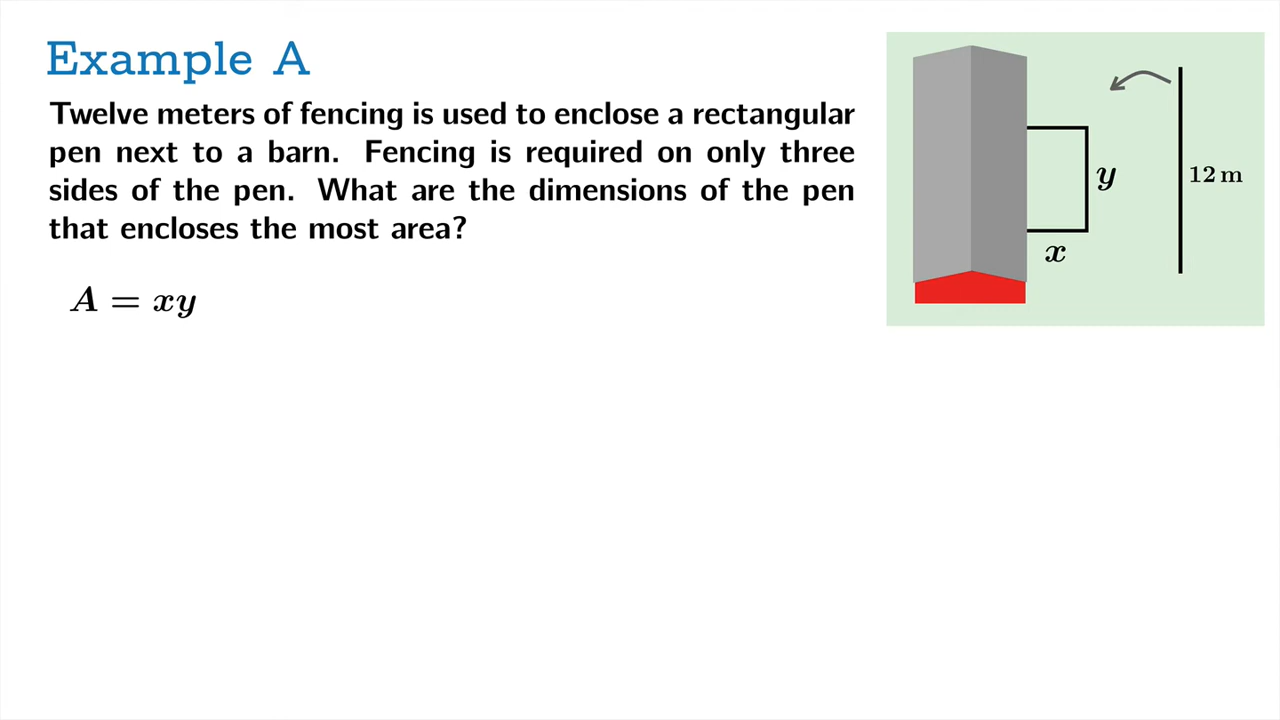 Example A
Twelve meters of fencing is used to enclose a rectangular
pen next to a barn. Fencing is required on only three
sides of the pen. What are the dimensions of the pen
that encloses the most area?
A = xy
y
12 m
x